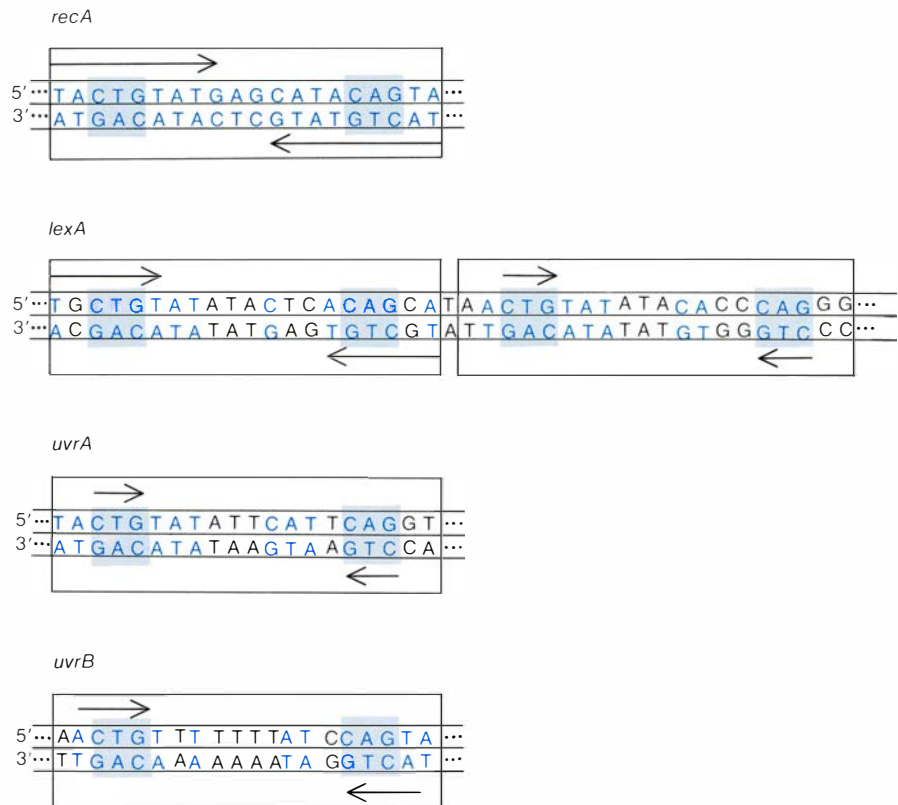 recA
5′···TACTGTATGAGCATACAGTA···
3′···ATGACATACTCGTATGTCAT···
lexA
5′···TGCTGTATATACTCACAGCATAACTGTATATACACCCAGGG···
3′···ACGACATATATGAGTGTCGTATTGACATATATGTGGGTCCC···
uvrA
5′···TACTGTATATTCATTCAGGT···
3′···ATGACATATAAGTAAGTCCA···
uvrB
5′···AACTGTTTTTTTATCCAGTA···
3′···TTGACAAAAAAATAGGTCAT···